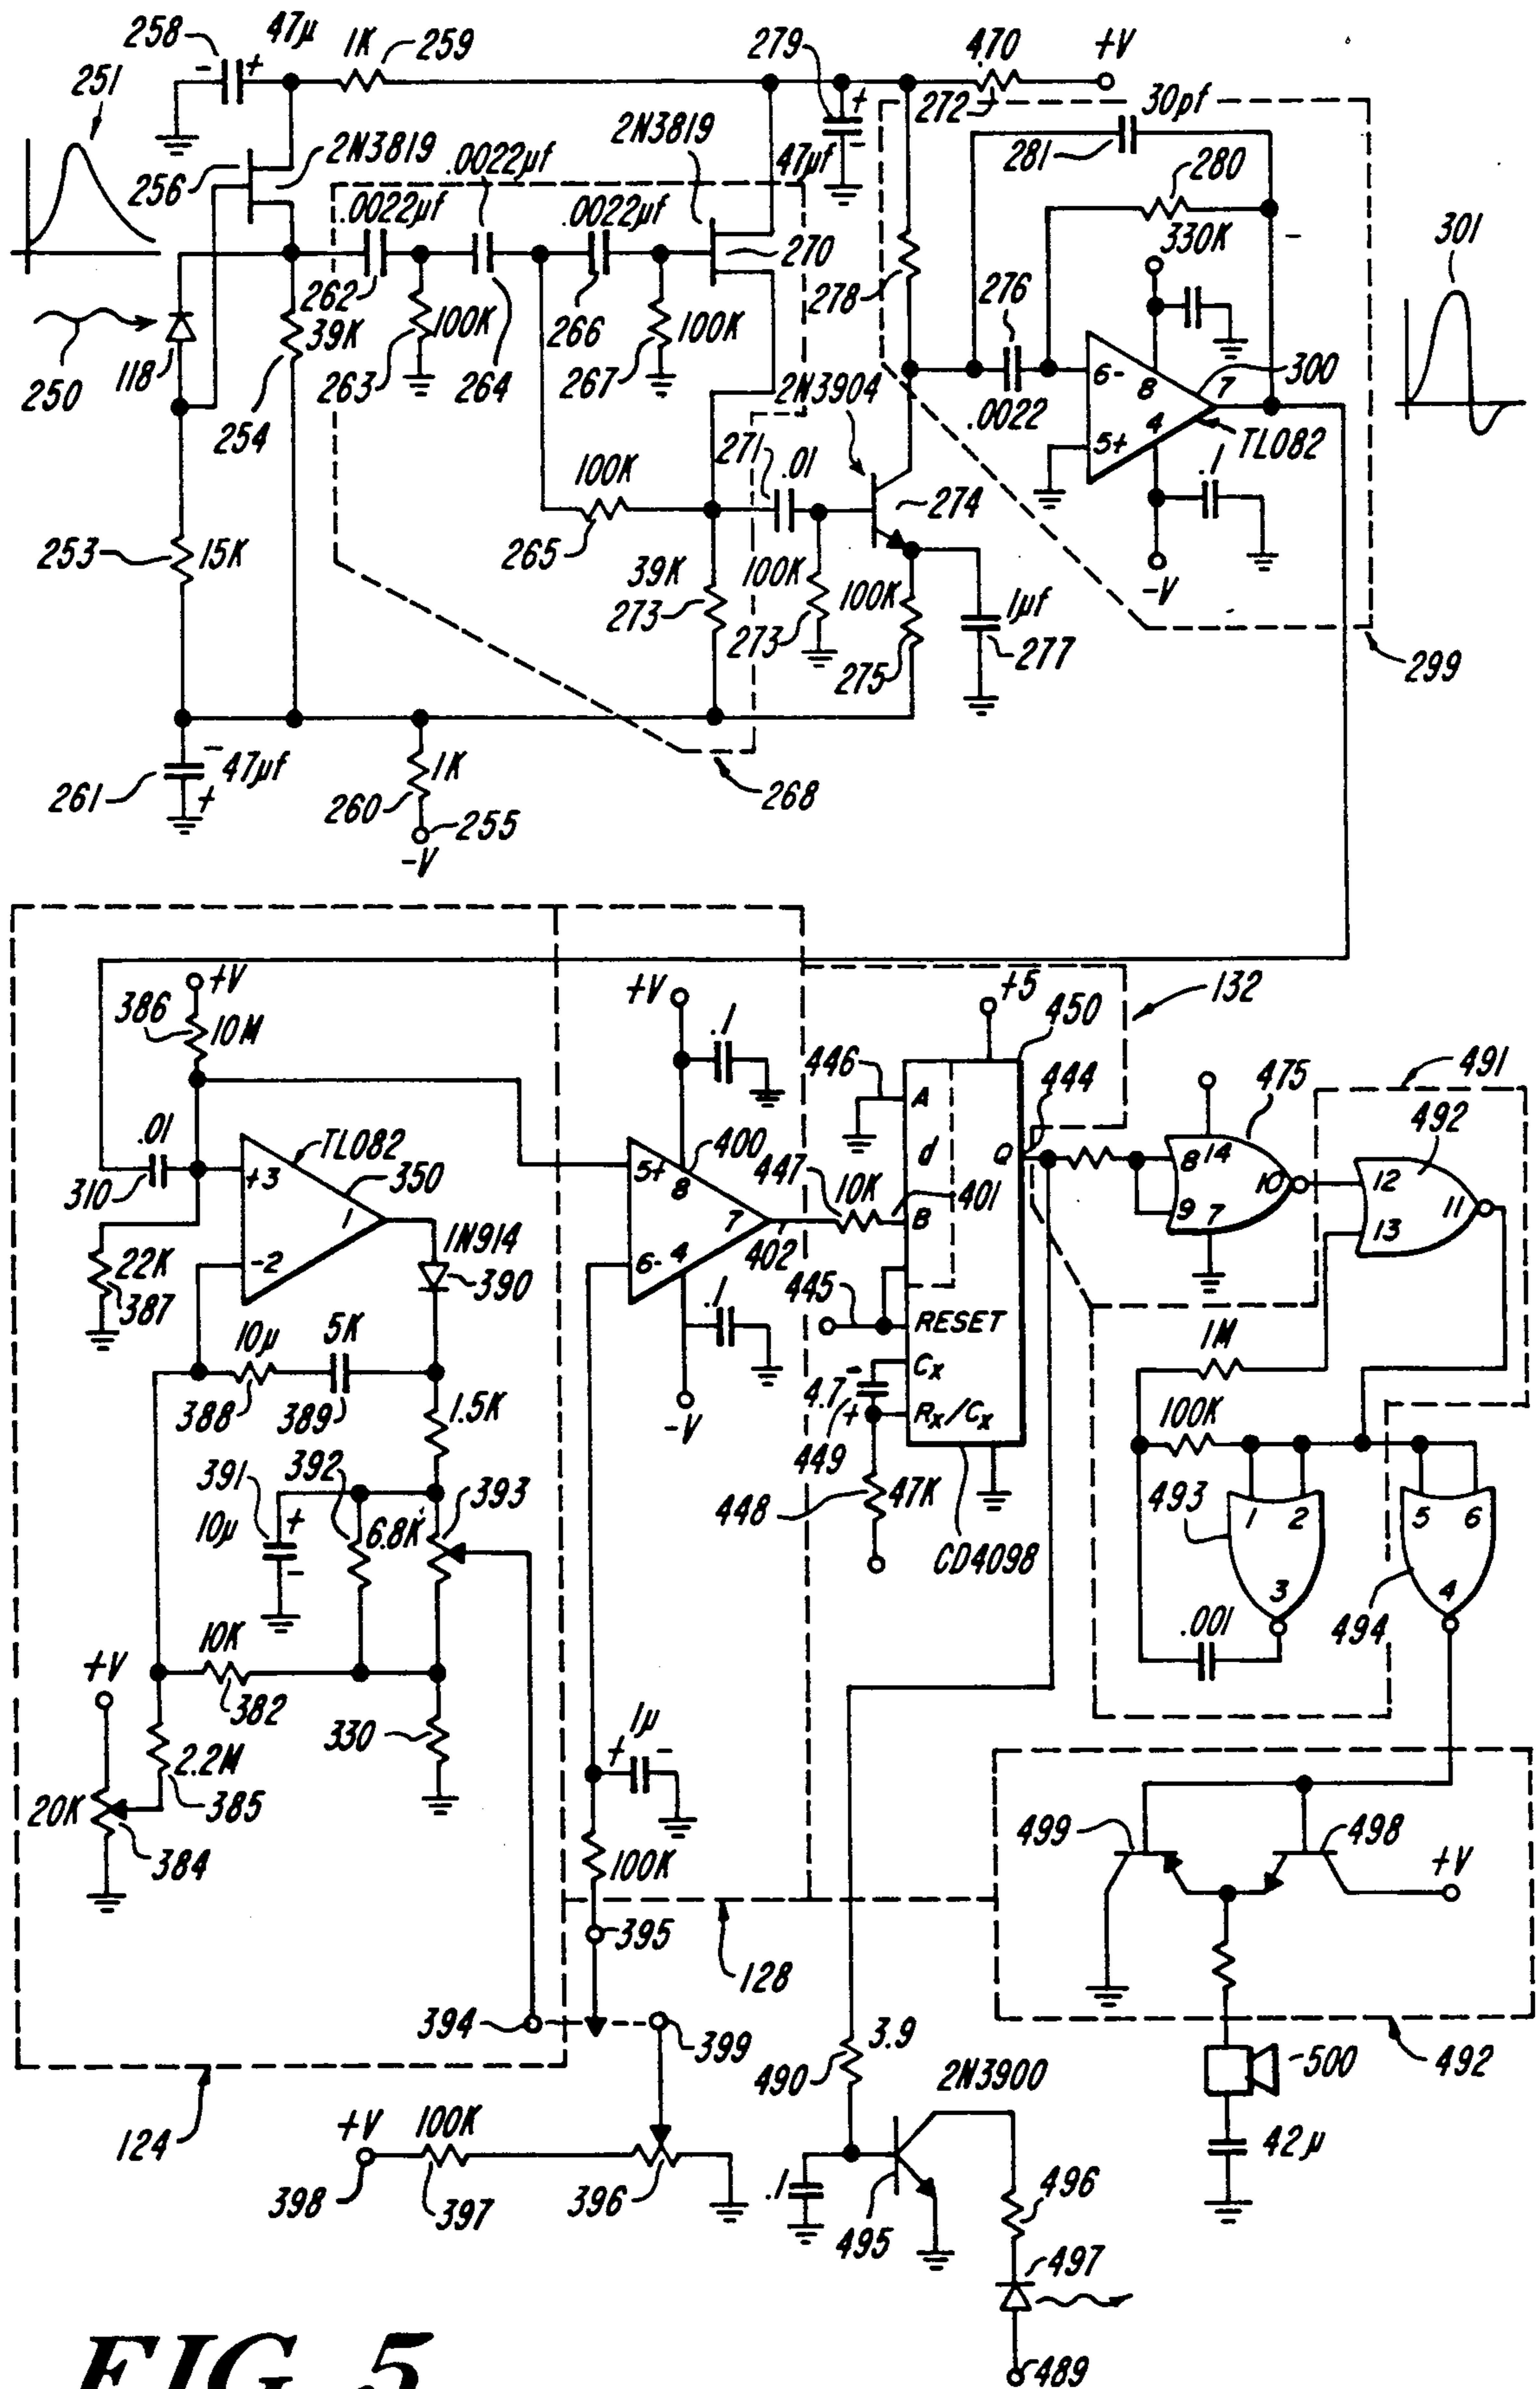 258
47µ
- +
1K
259
279
470
+V
251
256
2N3819
.0022µf
2N3819
47µf
+
-
272
30pf
281
280
330K
.0022µf
.0022µf
270
278
276
301
262
39K
263
100K
264
266
267
100K
2N3904
.0022
6-
8
7
300
5+
4
TL082
.1
250
118
254
271
.01
100K
265
274
253
15K
39K
273
100K
273
100K
275
1µf
277
-V
299
-
47µf
+
261
1K
260
255
-V
268
+V
386
10M
+V
.1
+5
450
132
446
A
444
475
491
492
.01
310
TL082
+3
350
1
-2
5+
8
400
7
6-
4
402
447
10K
401
d
B
Q
8
14
10
9
7
12
13
11
22K
387
1N914
390
.1
445
RESET
10µ
5K
388
389
1.5K
-V
4.7
-
+
449
Cx
Rx/Cx
1M
100K
391
392
393
10µ
+
-
6.8K
448
47K
CD4098
493
1
2
3
5
6
4
494
.001
+V
10K
382
330
2.2M
385
20K
384
1µ
+ -
100K
395
499
498
+V
128
394
399
3.9
490
2N3900
500
492
124
+V
100K
398
397
396
.1
495
496
42µ
497
489
FIG. 5